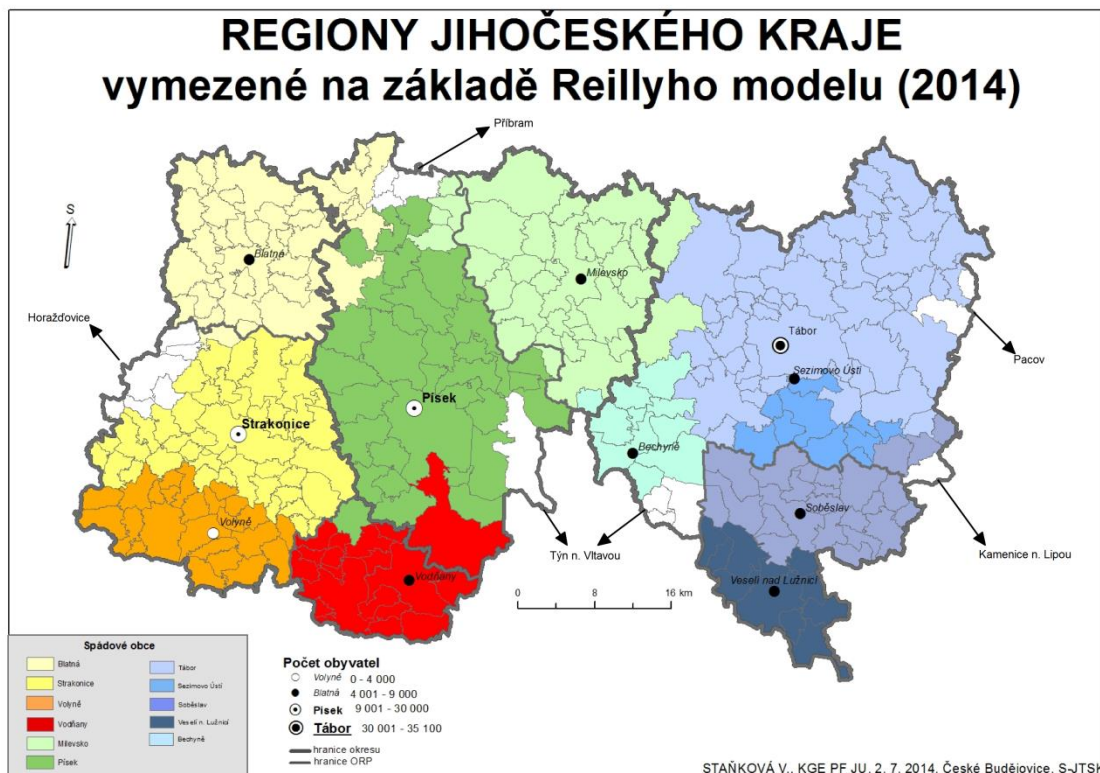 REGIONY JIHOČESKÉHO KRAJE
vymezené na základě Reillyho modelu (2014)
Příbram
S
Blatná
Milevsko
Horažďovice
Tábor
Pacov
Sezimovo Ústí
Písek
Strakonice
Bechyně
Volyně
Soběslav
Týn n. Vltavou
Kamenice n. Lipou
Vodňany
Veselí nad Lužnicí
0 8 16 km
Spádové obce
Blatná
Strakonice
Volyně
Vodňany
Milevsko
Písek
Tábor
Sezimovo Ústí
Soběslav
Veselí n. Lužnicí
Bechyně
Počet obyvatel
Volyně 0 - 4 000
Blatná 4 001 - 9 000
Písek 9 001 - 30 000
Tábor 30 001 - 35 100
hranice okresu
hranice ORP
STAŇKOVÁ V., KGE PF JU, 2. 7. 2014, České Budějovice, S-JTSK